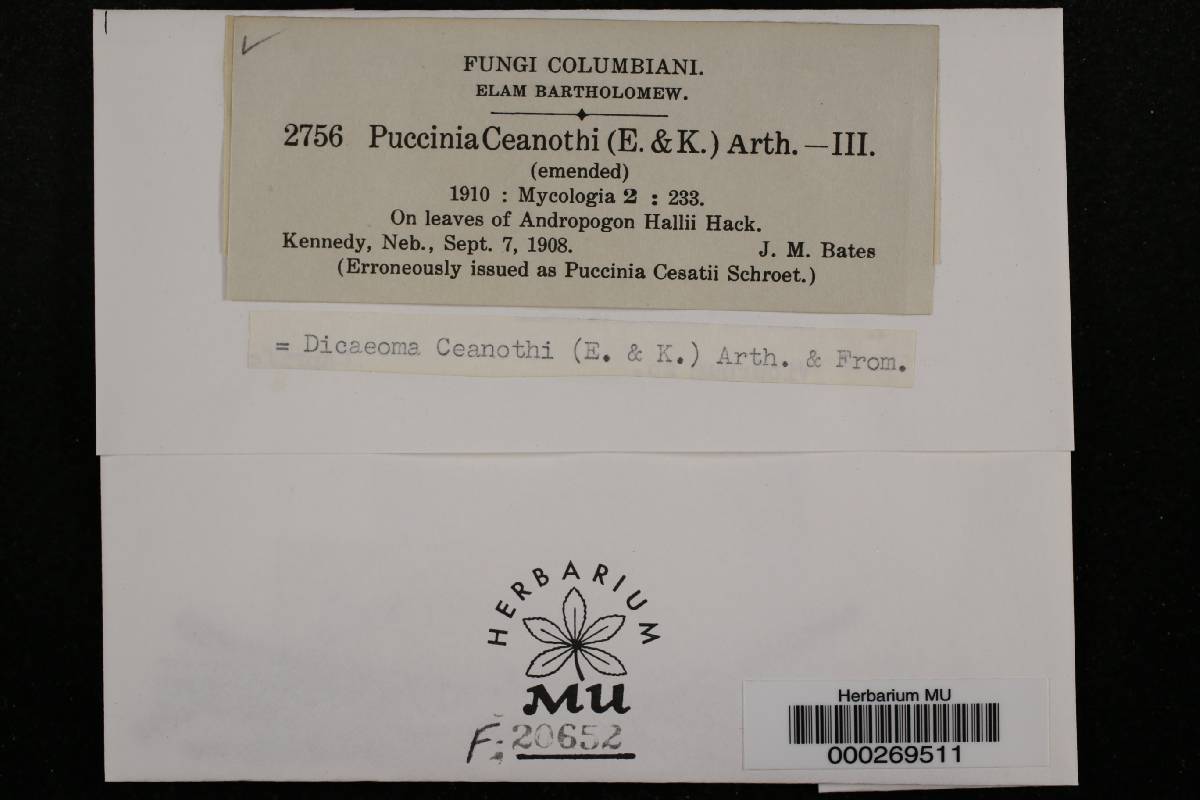 FUNGI COLUMBIANI.
ELAM BARTHOLOMEW.
2756 Puccinia Ceanothi (E. & K.) Arth. —III.
(emended)
1910 : Mycologia 2 : 233.
On leaves of Andropogon Hallii Hack.
Kennedy, Neb., Sept. 7, 1908. J. M. Bates
(Erroneously issued as Puccinia Cesatii Schroet.)
= Dicaeoma Ceanothi (E. & K.) Arth. & From.
HERBARIUM
MU
F: 20652
Herbarium MU
000269511